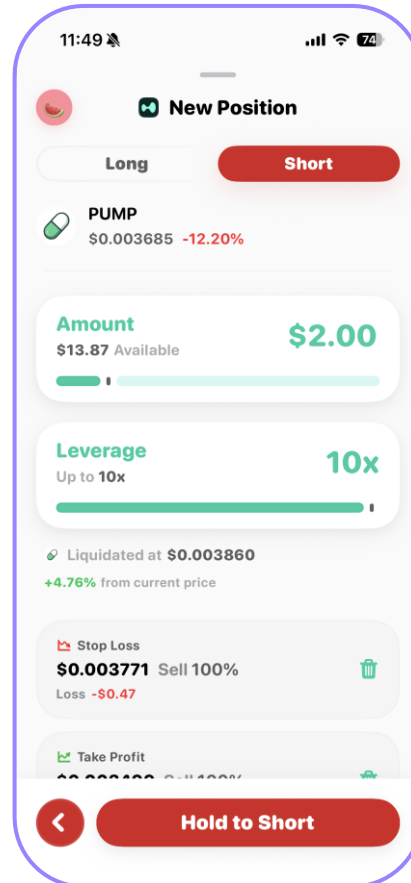 11:49
74
New Position
Long
Short
PUMP
$0.003685 -12.20%
Amount
$2.00
$13.87 Available
Leverage
10x
Up to 10x
Liquidated at $0.003860
+4.76% from current price
Stop Loss
$0.003771 Sell 100%
Loss -$0.47
Take Profit
Hold to Short